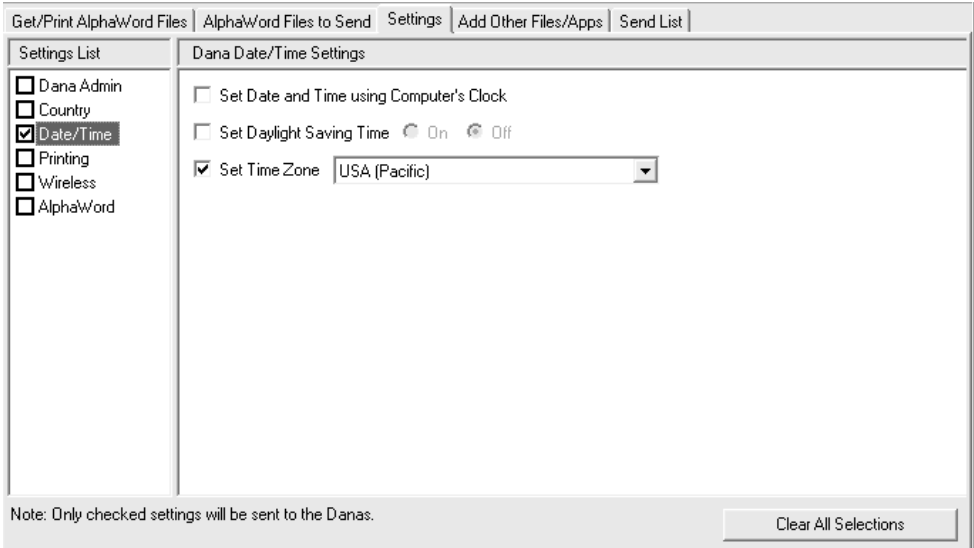 Get/Print AlphaWord Files AlphaWord Files to Send Settings Add Other Files/Apps Send List
Settings List
Dana Date/Time Settings
Dana Admin
Country
Date/Time
Printing
Wireless
AlphaWord
Set Date and Time using Computer's Clock
Set Daylight Saving Time On Off
Set Time Zone USA (Pacific)
Note: Only checked settings will be sent to the Danas.
Clear All Selections